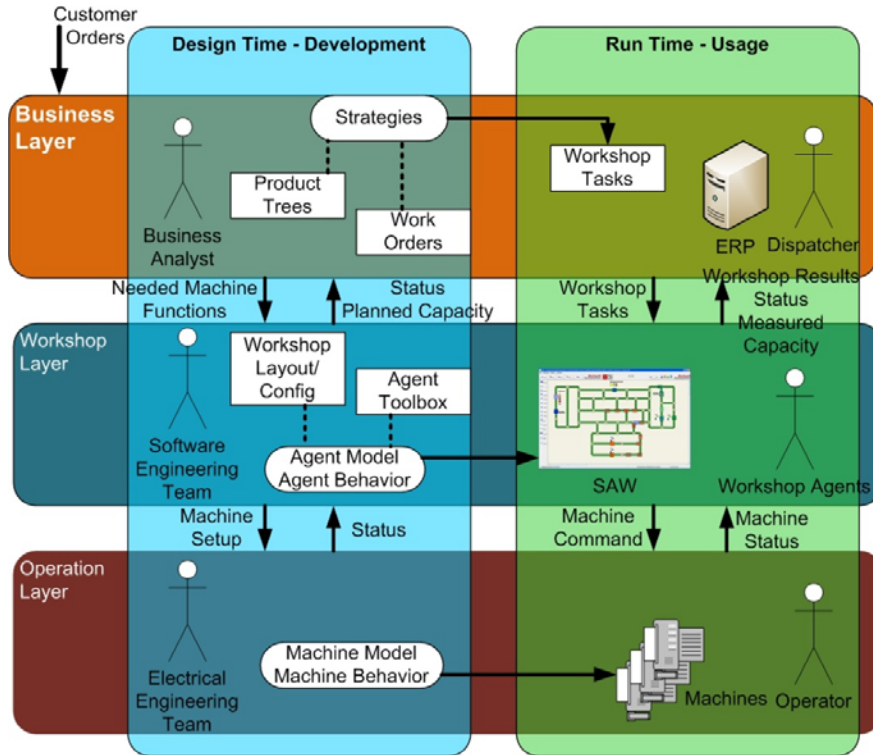 Customer
Orders
Design Time - Development
Run Time - Usage
Business
Layer
Strategies
Product
Trees
Work
Orders
Business
Analyst
Workshop
Tasks
ERP
Dispatcher
Needed Machine
Functions
Status
Planned Capacity
Workshop
Tasks
Workshop Results
Status
Measured
Capacity
Workshop
Layer
Workshop
Layout/
Config
Agent
Toolbox
Software
Engineering
Team
Agent Model
Agent Behavior
SAW
Workshop Agents
Machine
Setup
Status
Machine
Command
Machine
Status
Operation
Layer
Electrical
Engineering
Team
Machine Model
Machine Behavior
Machines
Operator